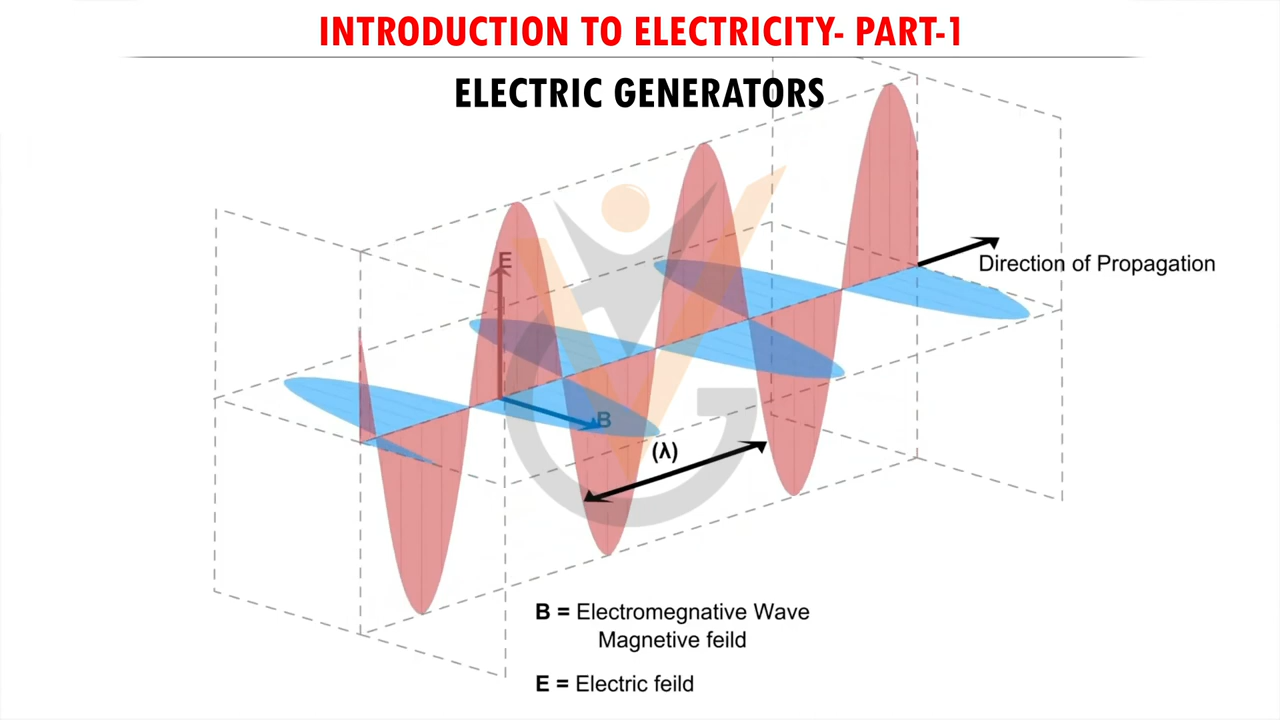 INTRODUCTION TO ELECTRICITY- PART-1
ELECTRIC GENERATORS
E
Direction of Propagation
B
(λ)
B = Electromegnative Wave
Magnetive feild
E = Electric feild